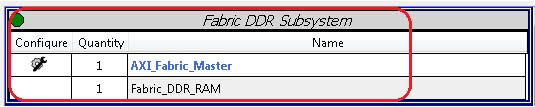 Fabric DDR Subsystem
Configure Quantity Name
1 AXI_Fabric_Master
1 Fabric_DDR_RAM